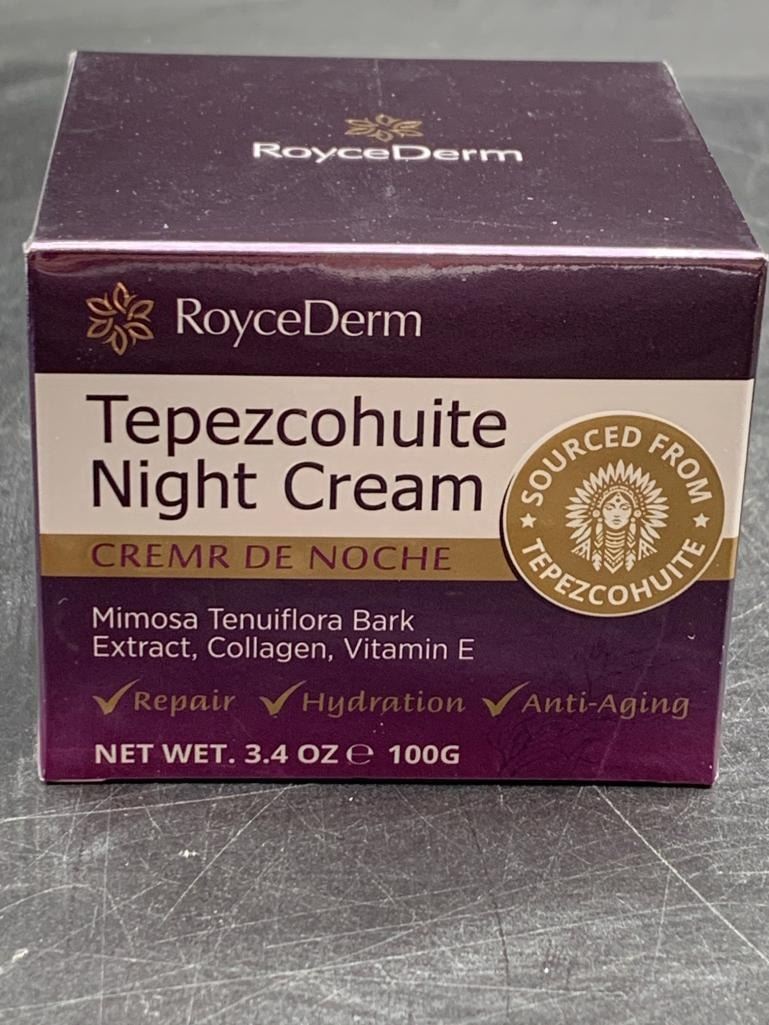 RoyceDerm
RoyceDerm
Tepezcohuite
Night Cream
CREMR DE NOCHE
SOURCED FROM
TEPEZCOHUITE
Mimosa Tenuiflora Bark
Extract, Collagen, Vitamin E
✓Repair ✓Hydration ✓Anti-Aging
NET WET. 3.4 OZ ℮ 100G